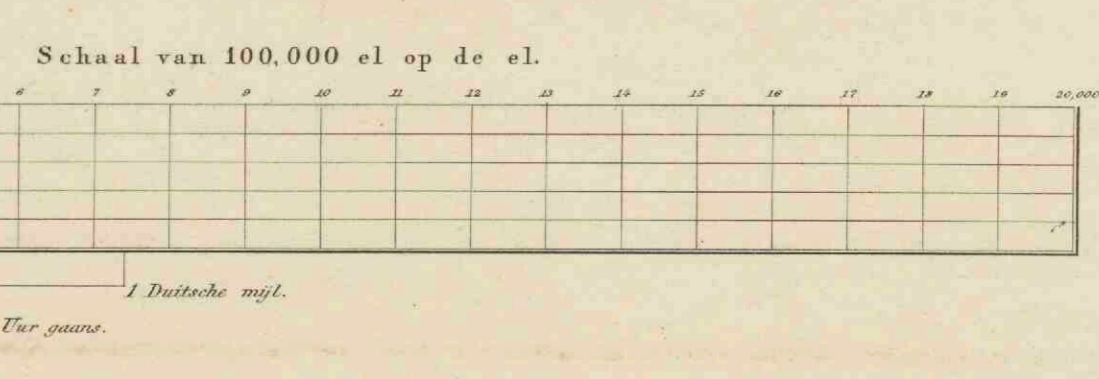 Schaal van 100,000 el op de el.
6 7 8 9 10 11 12 13 14 15 16 17 18 19 20,000
1 Duitsche mijl.
Uur gaans.